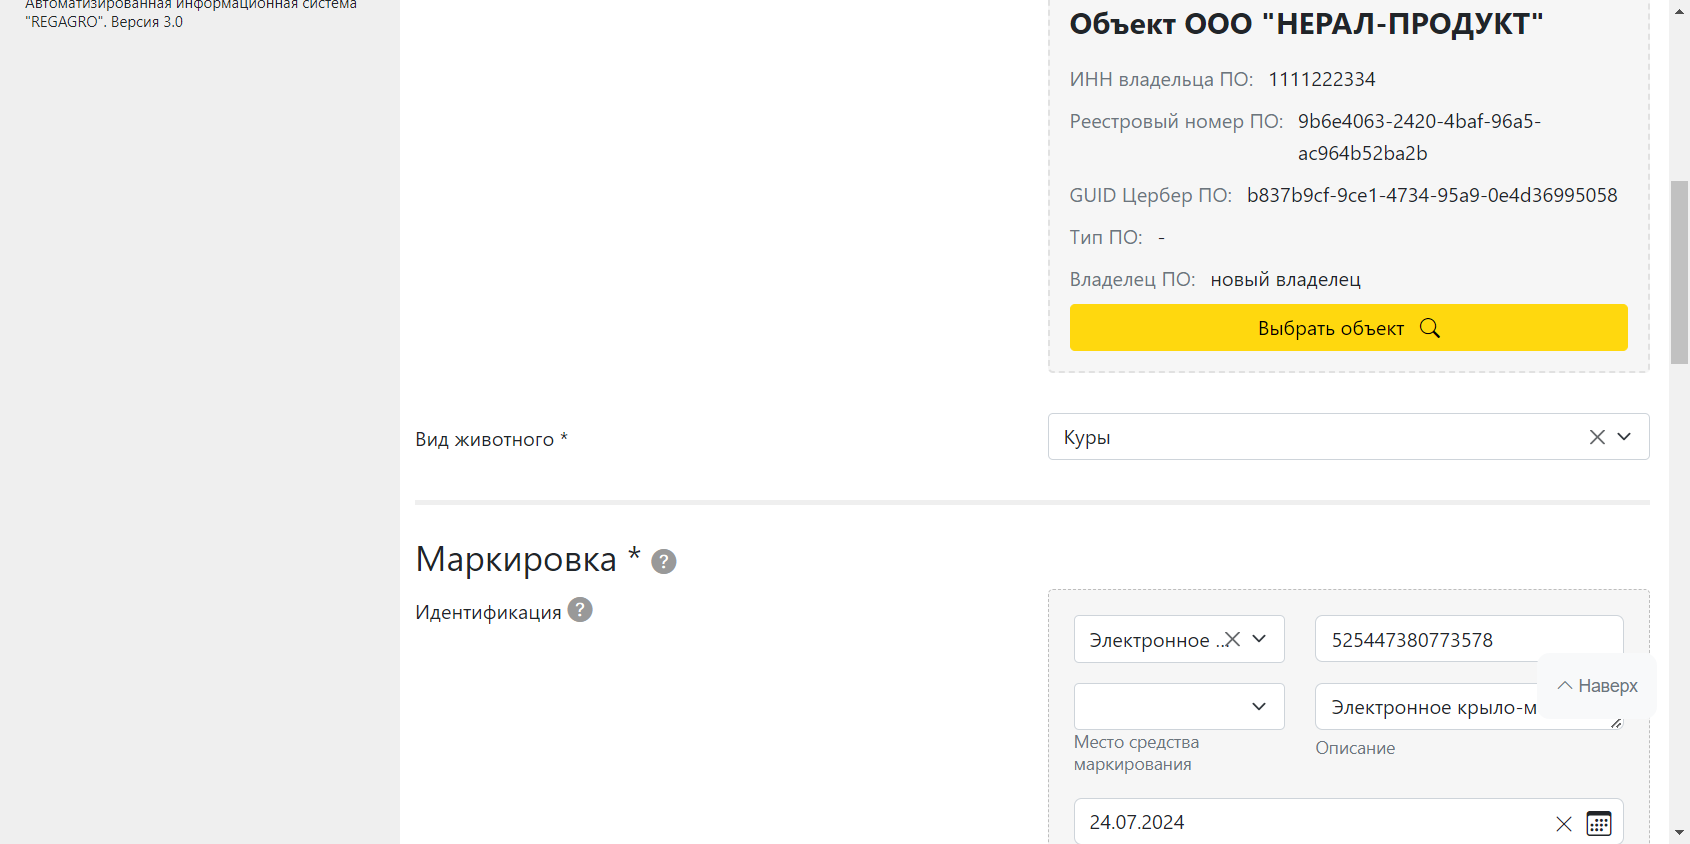 Автоматизированная информационная система
"REGAGRO". Версия 3.0
Объект ООО "НЕРАЛ-ПРОДУКТ"
ИНН владельца ПО: 1111222334
Реестровый номер ПО: 9b6e4063-2420-4baf-96a5-
ac964b52ba2b
GUID Цербер ПО: b837b9cf-9ce1-4734-95a9-0e4d36995058
Тип ПО: -
Владелец ПО: новый владелец
Выбрать объект
Вид животного *
Куры
Маркировка * ?
Идентификация ?
Электронное ...
525447380773578
Наверх
Электронное крыло-м
Место средства
маркирования
Описание
24.07.2024